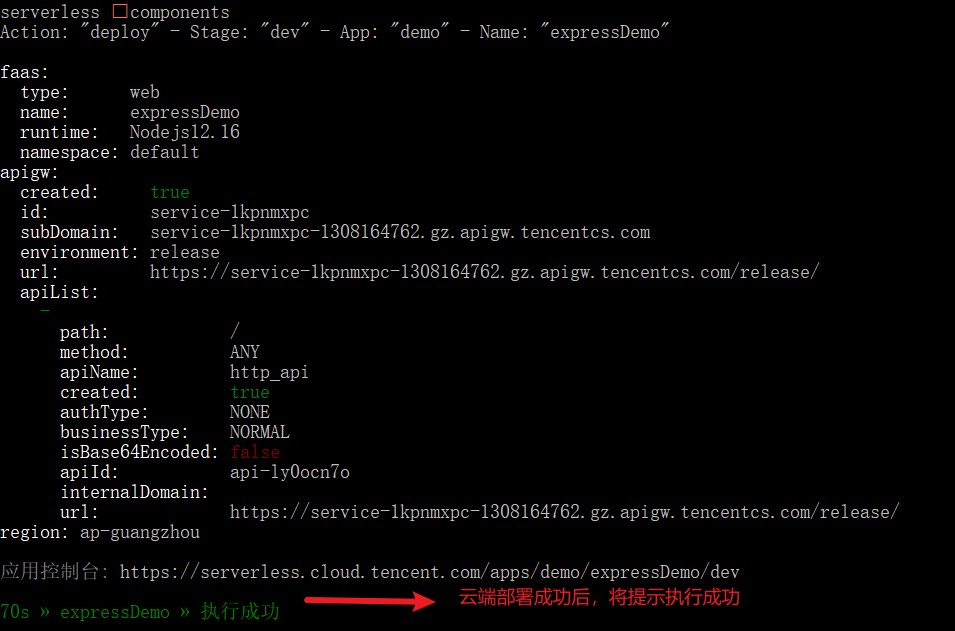 serverless components
Action: "deploy" - Stage: "dev" - App: "demo" - Name: "expressDemo"
faas:
type: web
name: expressDemo
runtime: Nodejs12.16
namespace: default
apigw:
created: true
id: service-lkpnmxpc
subDomain: service-lkpnmxpc-1308164762.gz.apigw.tencentcs.com
environment: release
url: https://service-lkpnmxpc-1308164762.gz.apigw.tencentcs.com/release/
apiList:
-
path: /
method: ANY
apiName: http_api
created: true
authType: NONE
businessType: NORMAL
isBase64Encoded: false
apiId: api-ly0ocn7o
internalDomain:
url: https://service-lkpnmxpc-1308164762.gz.apigw.tencentcs.com/release/
region: ap-guangzhou
应用控制台: https://serverless.cloud.tencent.com/apps/demo/expressDemo/dev
云端部署成功后，将提示执行成功
70s » expressDemo » 执行成功